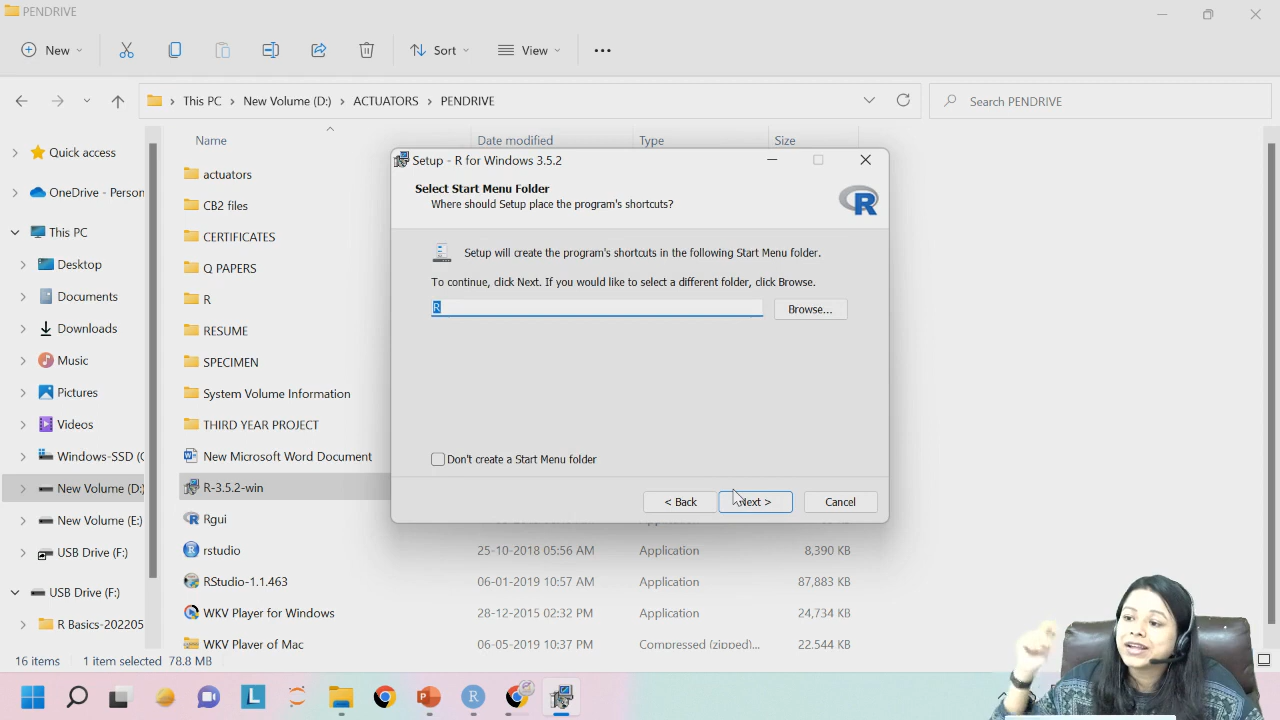 PENDRIVE
New
Sort
View
This PC
New Volume (D:)
ACTUATORS
PENDRIVE
Search PENDRIVE
Name
Date modified
Type
Size
Quick access
OneDrive - Person
This PC
Desktop
Documents
Downloads
Music
Pictures
Videos
Windows-SSD (C
New Volume (D:)
New Volume (E:)
USB Drive (F:)
USB Drive (F:)
R Basics-202205
actuators
CB2 files
CERTIFICATES
Q PAPERS
R
RESUME
SPECIMEN
System Volume Information
THIRD YEAR PROJECT
New Microsoft Word Document
R-3.5.2-win
Rgui
rstudio 25-10-2018 05:56 AM Application 8,390 KB
RStudio-1.1.463 06-01-2019 10:57 AM Application 87,883 KB
WKV Player for Windows 28-12-2015 02:32 PM Application 24,734 KB
WKV Player of Mac 06-05-2019 10:37 PM Compressed (zipped)... 22,544 KB
Setup - R for Windows 3.5.2
Select Start Menu Folder
Where should Setup place the program's shortcuts?
Setup will create the program's shortcuts in the following Start Menu folder.
To continue, click Next. If you would like to select a different folder, click Browse.
R
Browse...
Don't create a Start Menu folder
< Back
Next >
Cancel
16 items 1 item selected 78.8 MB